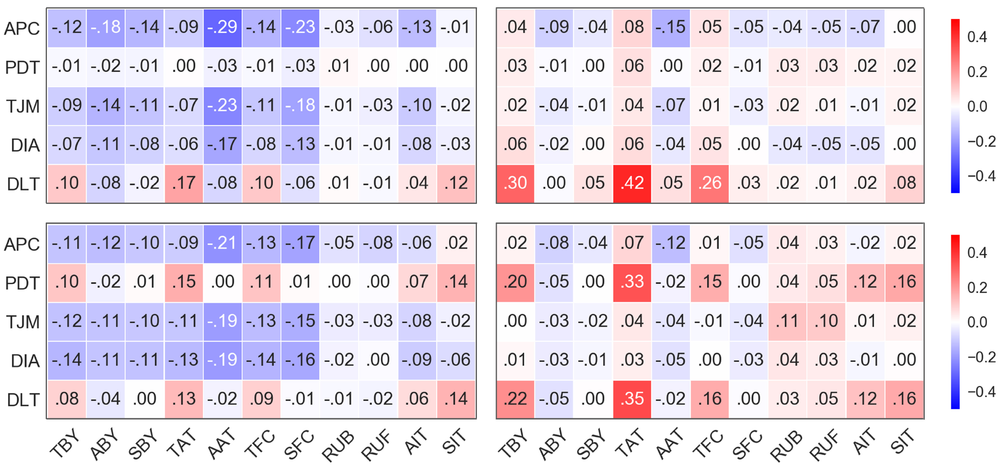 APC -.12 -.18 -.14 -.09 -.29 -.14 -.23 -.03 -.06 -.13 -.01 .04 -.09 -.04 .08 -.15 .05 -.05 -.04 -.05 -.07 .00
0.4
PDT -.01 -.02 -.01 .00 -.03 -.01 -.03 .01 .00 .00 .00 .03 -.01 .00 .06 .00 .02 -.01 .03 .03 .02 .02
0.2
TJM -.09 -.14 -.11 -.07 -.23 -.11 -.18 -.01 -.03 -.10 -.02 .02 -.04 -.01 .04 -.07 .01 -.03 .02 .01 -.01 .02
0.0
DIA -.07 -.11 -.08 -.06 -.17 -.08 -.13 -.01 -.01 -.08 -.03 .06 -.02 .00 .06 -.04 .05 .00 -.04 -.05 -.05 .00
−0.2
DLT .10 -.08 -.02 .17 -.08 .10 -.06 .01 -.01 .04 .12 .30 .00 .05 .42 .05 .26 .03 .02 .01 .02 .08
−0.4
APC -.11 -.12 -.10 -.09 -.21 -.13 -.17 -.05 -.08 -.06 .02 .02 -.08 -.04 .07 -.12 .01 -.05 .04 .03 -.02 .02
0.4
PDT .10 -.02 .01 .15 .00 .11 .01 .00 .00 .07 .14 .20 -.05 .00 .33 -.02 .15 .00 .04 .05 .12 .16
0.2
TJM -.12 -.11 -.10 -.11 -.19 -.13 -.15 -.03 -.03 -.08 -.02 .00 -.03 -.02 .04 -.04 -.01 -.04 .11 .10 .01 .02
0.0
DIA -.14 -.11 -.11 -.13 -.19 -.14 -.16 -.02 .00 -.09 -.06 .01 -.03 -.01 .03 -.05 .00 -.03 .04 .03 -.01 .00
−0.2
DLT .08 -.04 .00 .13 -.02 .09 -.01 -.01 -.02 .06 .14 .22 -.05 .00 .35 -.02 .16 .00 .03 .05 .12 .16
−0.4
TBY ABY SBY TAT AAT TFC SFC RUB RUF AIT SIT TBY ABY SBY TAT AAT TFC SFC RUB RUF AIT SIT